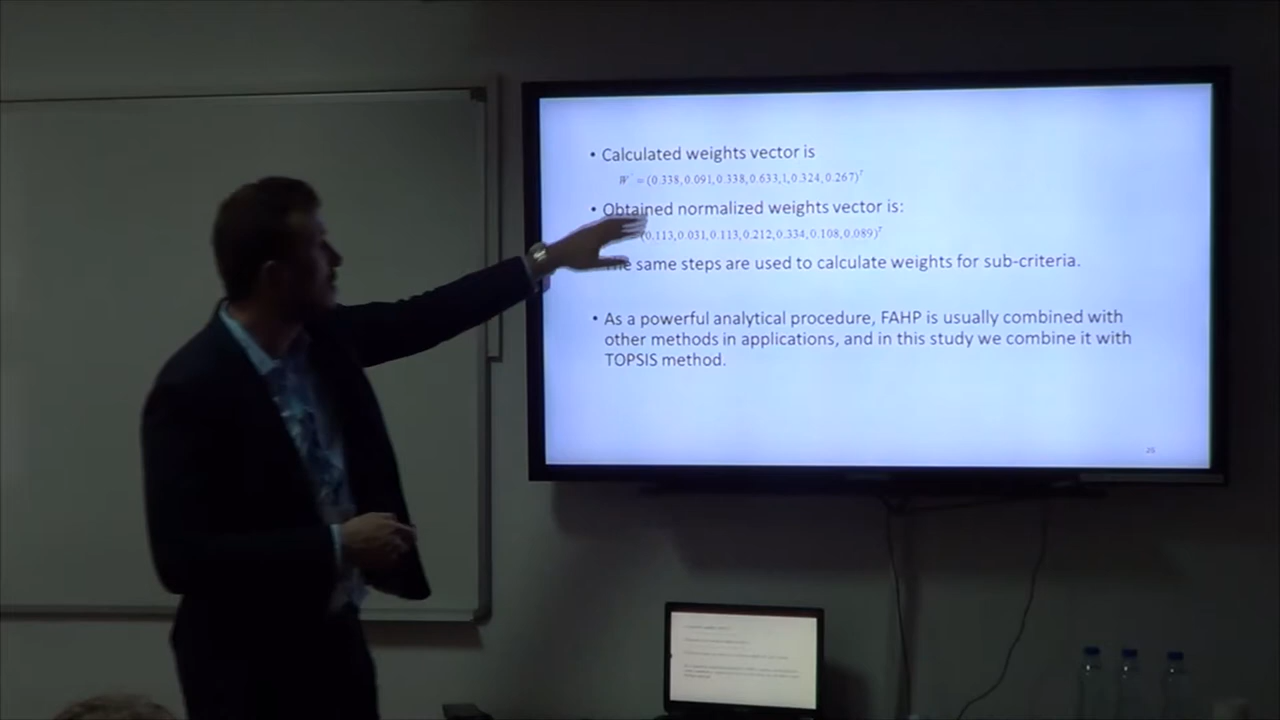 • Calculated weights vector is
W = (0.338, 0.091, 0.338, 0.633, 1, 0.324, 0.267)ᵀ
• Obtained normalized weights vector is:
(0.113, 0.031, 0.113, 0.212, 0.334, 0.108, 0.089)ᵀ
same steps are used to calculate weights for sub-criteria.
• As a powerful analytical procedure, FAHP is usually combined with
other methods in applications, and in this study we combine it with
TOPSIS method.
25